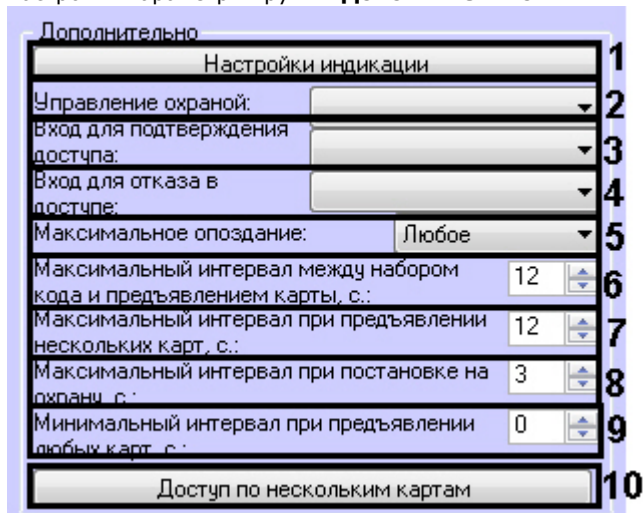 Дополнительно
Настройки индикации
1
Управление охраной:
2
Вход для подтверждения
доступа:
3
Вход для отказа в
доступе:
4
Максимальное опоздание:
Любое
5
Максимальный интервал между набором
кода и предъявлением карты, с.:
12
6
Максимальный интервал при предъявлении
нескольких карт, с.:
12
7
Максимальный интервал при постановке на
охрану, с.:
3
8
Минимальный интервал при предъявлении
любых карт, с.:
0
9
Доступ по нескольким картам
10